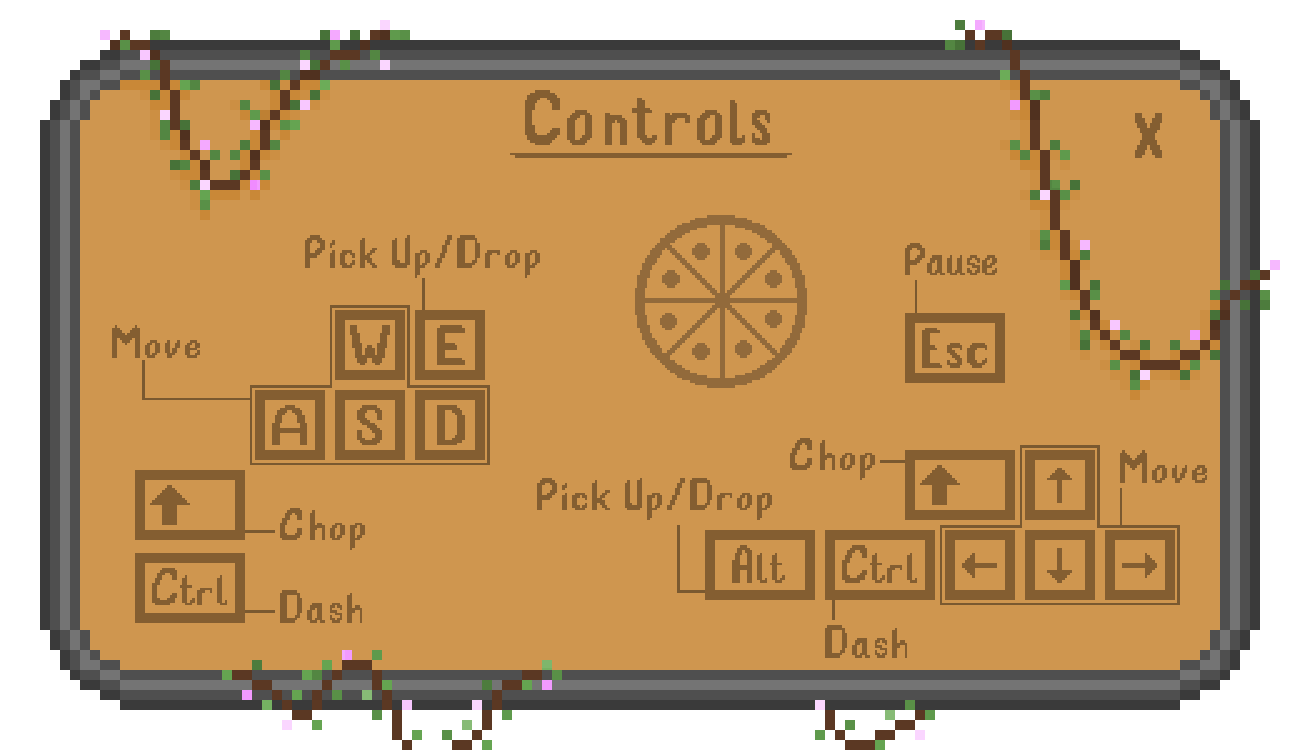 Controls
X
Pick Up/Drop
Pause
Move
W E
Esc
A S D
Chop
Move
Pick Up/Drop
↑
↑
Chop
Alt Ctrl ← ↓ →
Ctrl
Dash
Dash